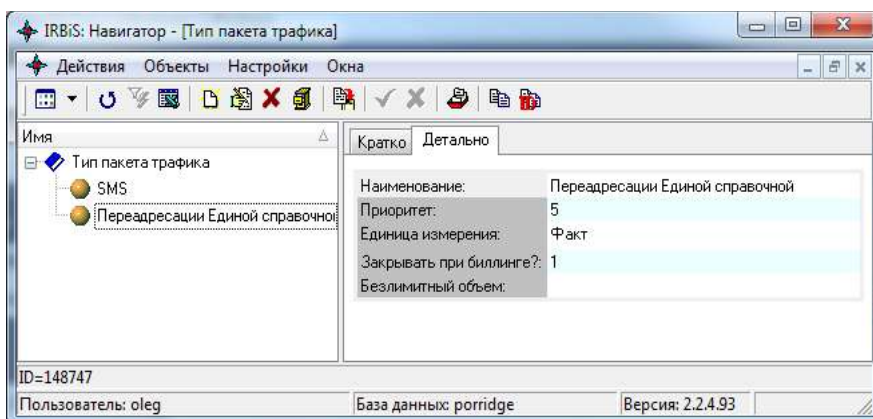 IRBiS: Навигатор - [Тип пакета трафика]
Действия Объекты Настройки Окна
Имя
Тип пакета трафика
SMS
Переадресации Единой справочной
Кратко Детально
Наименование: Переадресации Единой справочной
Приоритет: 5
Единица измерения: Факт
Закрывать при биллинге?: 1
Безлимитный объем:
ID=148747
Пользователь: oleg База данных: porridge Версия: 2.2.4.93